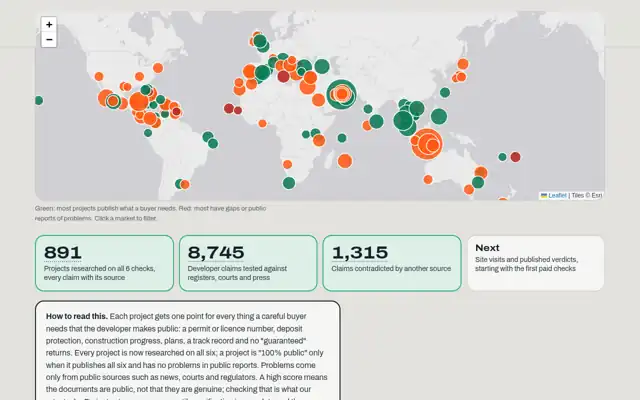 +
−
Leaflet | Tiles © Esri
Green: most projects publish what a buyer needs. Red: most have gaps or public
reports of problems. Click a market to filter.
891
Projects researched on all 6 checks,
every claim with its source
8,745
Developer claims tested against
registers, courts and press
1,315
Claims contradicted by another source
Next
Site visits and published verdicts,
starting with the first paid checks
How to read this. Each project gets one point for every thing a careful buyer
needs that the developer makes public: a permit or licence number, deposit
protection, construction progress, plans, a track record and no "guaranteed"
returns. Every project is now researched on all six; a project is "100% public" only
when it publishes all six and has no problems in public reports. Problems come
only from public sources such as news, courts and regulators. A high score means
the documents are public, not that they are genuine; checking that is what our